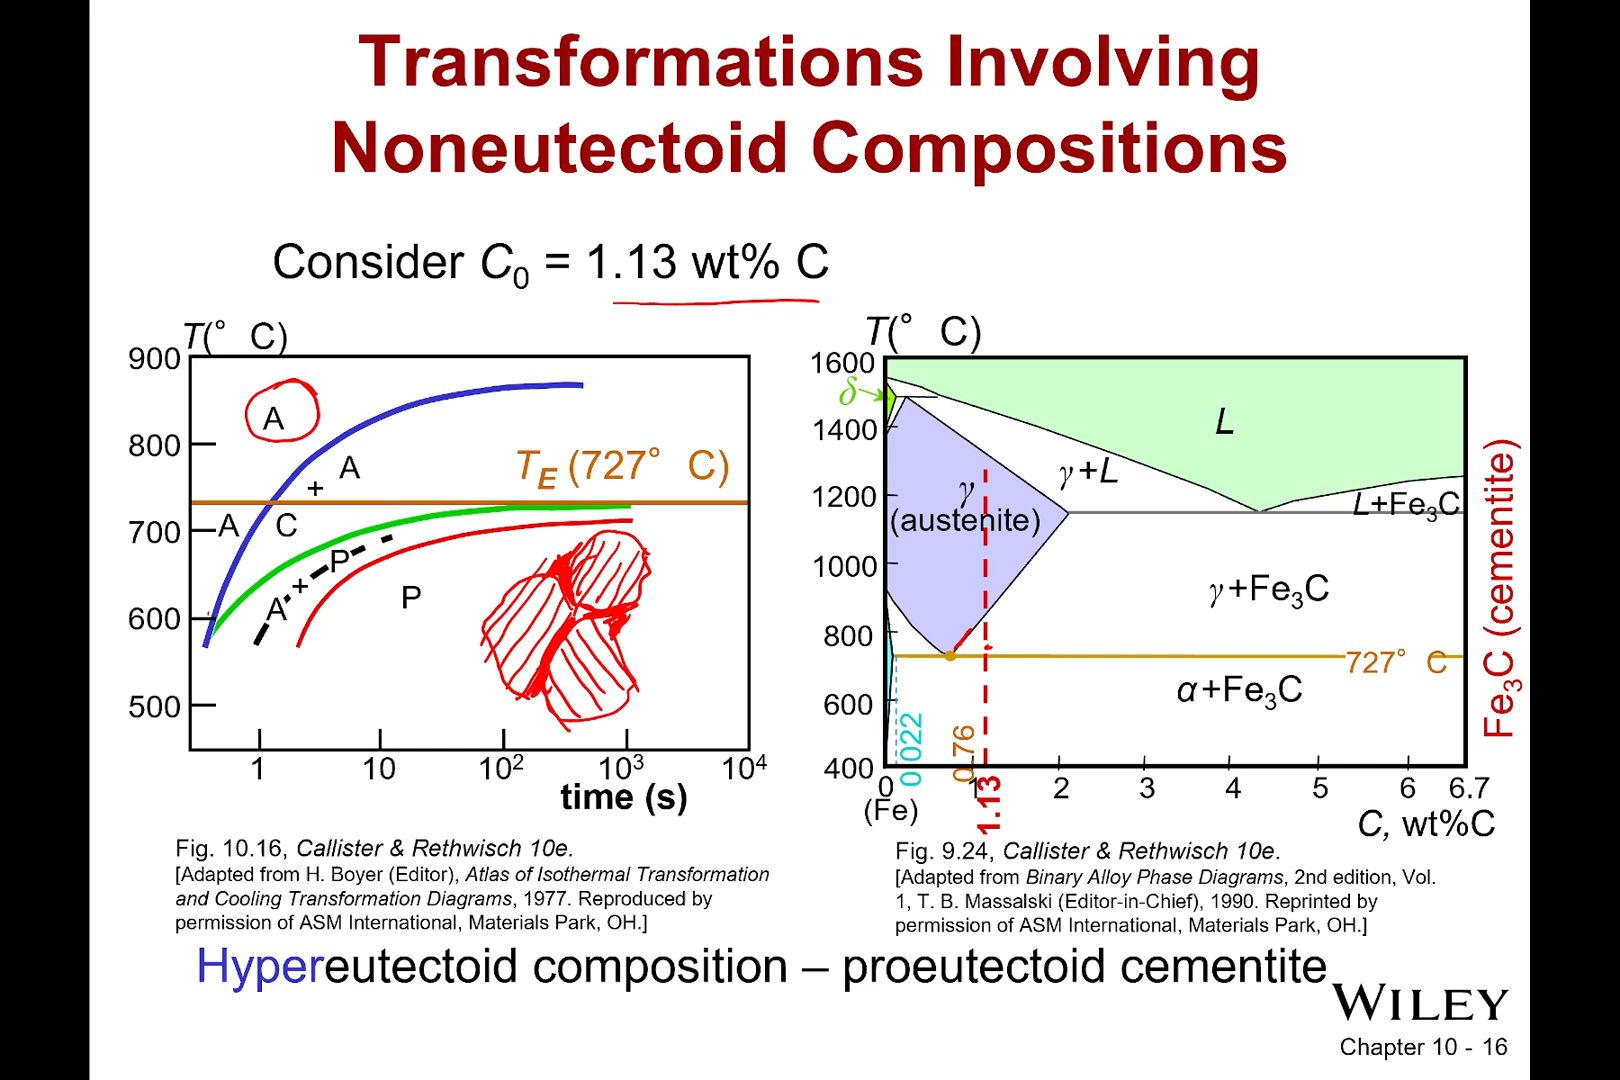 Transformations Involving
Noneutectoid Compositions
Consider C0 = 1.13 wt% C
T(° C)
900
800
700
600
500
A
A
+
A C
TE (727° C)
P
+
A
P
1 10 10² 10³ 10⁴
time (s)
Fig. 10.16, Callister & Rethwisch 10e.
[Adapted from H. Boyer (Editor), Atlas of Isothermal Transformation
and Cooling Transformation Diagrams, 1977. Reproduced by
permission of ASM International, Materials Park, OH.]
T(° C)
1600
1400
1200
1000
800
600
400
δ
L
γ+L
γ
(austenite)
L+Fe3C
γ+Fe3C
727° C
α+Fe3C
0.022
0.76
1.13
Fe3C (cementite)
0 1 2 3 4 5 6 6.7
(Fe)
C, wt%C
Fig. 9.24, Callister & Rethwisch 10e.
[Adapted from Binary Alloy Phase Diagrams, 2nd edition, Vol.
1, T. B. Massalski (Editor-in-Chief), 1990. Reprinted by
permission of ASM International, Materials Park, OH.]
Hypereutectoid composition – proeutectoid cementite
WILEY
Chapter 10 - 16